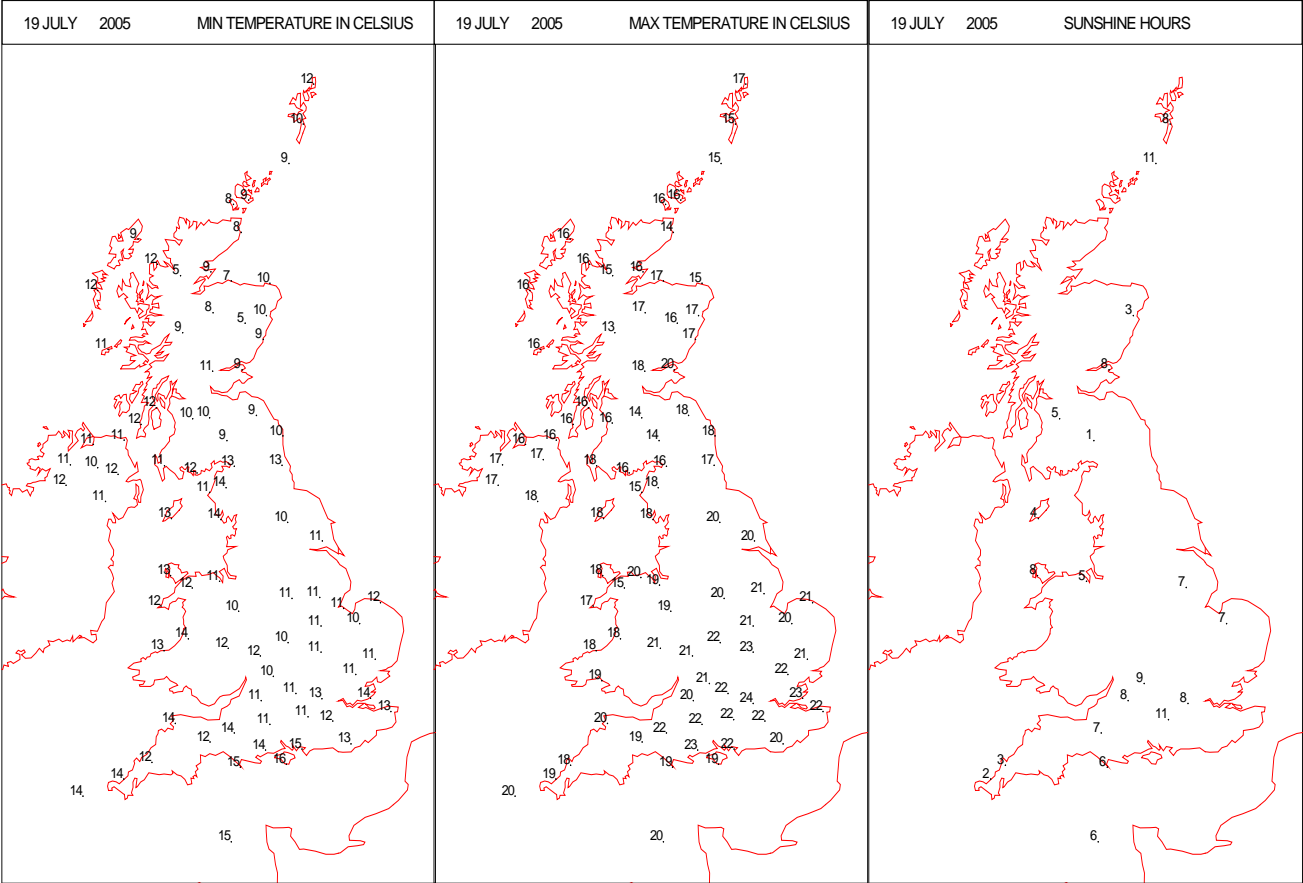 19 JULY 2005 MIN TEMPERATURE IN CELSIUS
12
10
9
8 9
8
9
12 5 9
7 10
12
8 10
5
9 9
11
11 9
12
10 10 9
12
11 11 9 10
11 10 11 13 13
12 12
12 11 14
11
13 14 10
11
13 11
12
12 10 11 11
11 12
11 10
14 10
13 12 11
12 11
10 11
11 11 13 14
13
14 11 12
14 11
12 13
14 15
12 15 16
14
14
15
19 JULY 2005 MAX TEMPERATURE IN CELSIUS
17
15
15
16 16
14
16
16 15 16
17 15
16
17 17
16
13 17
16
18 20
16
16 16 14 18
16 16 14 18
17 17 18 16 18
16
17 15 18
18
18 18 20
20
18 20
15 19
17 19 20 21 21
21 20
18 22
18 21 21 23 21
22
19 21 22
20 24 23
22
20 22 22 22
22
19 23 22 20
18 19 19
19
20
20
19 JULY 2005 SUNSHINE HOURS
8
11
3
8
5
1
4
8 5
7
7
9
8 8
11
7
3 6
2
6